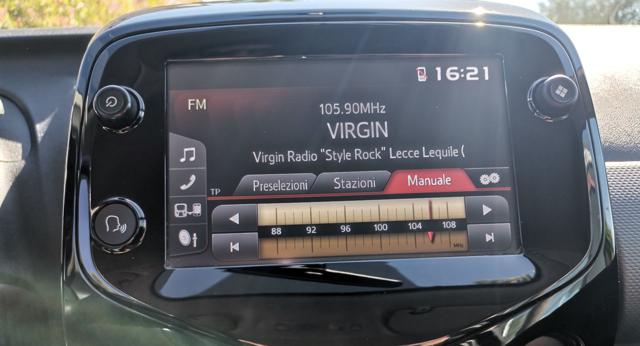 16:21
FM
105.90MHz
VIRGIN
Virgin Radio "Style Rock" Lecce Lequile (
TP
Preselezioni Stazioni Manuale
88 92 96 100 104 108
MHz